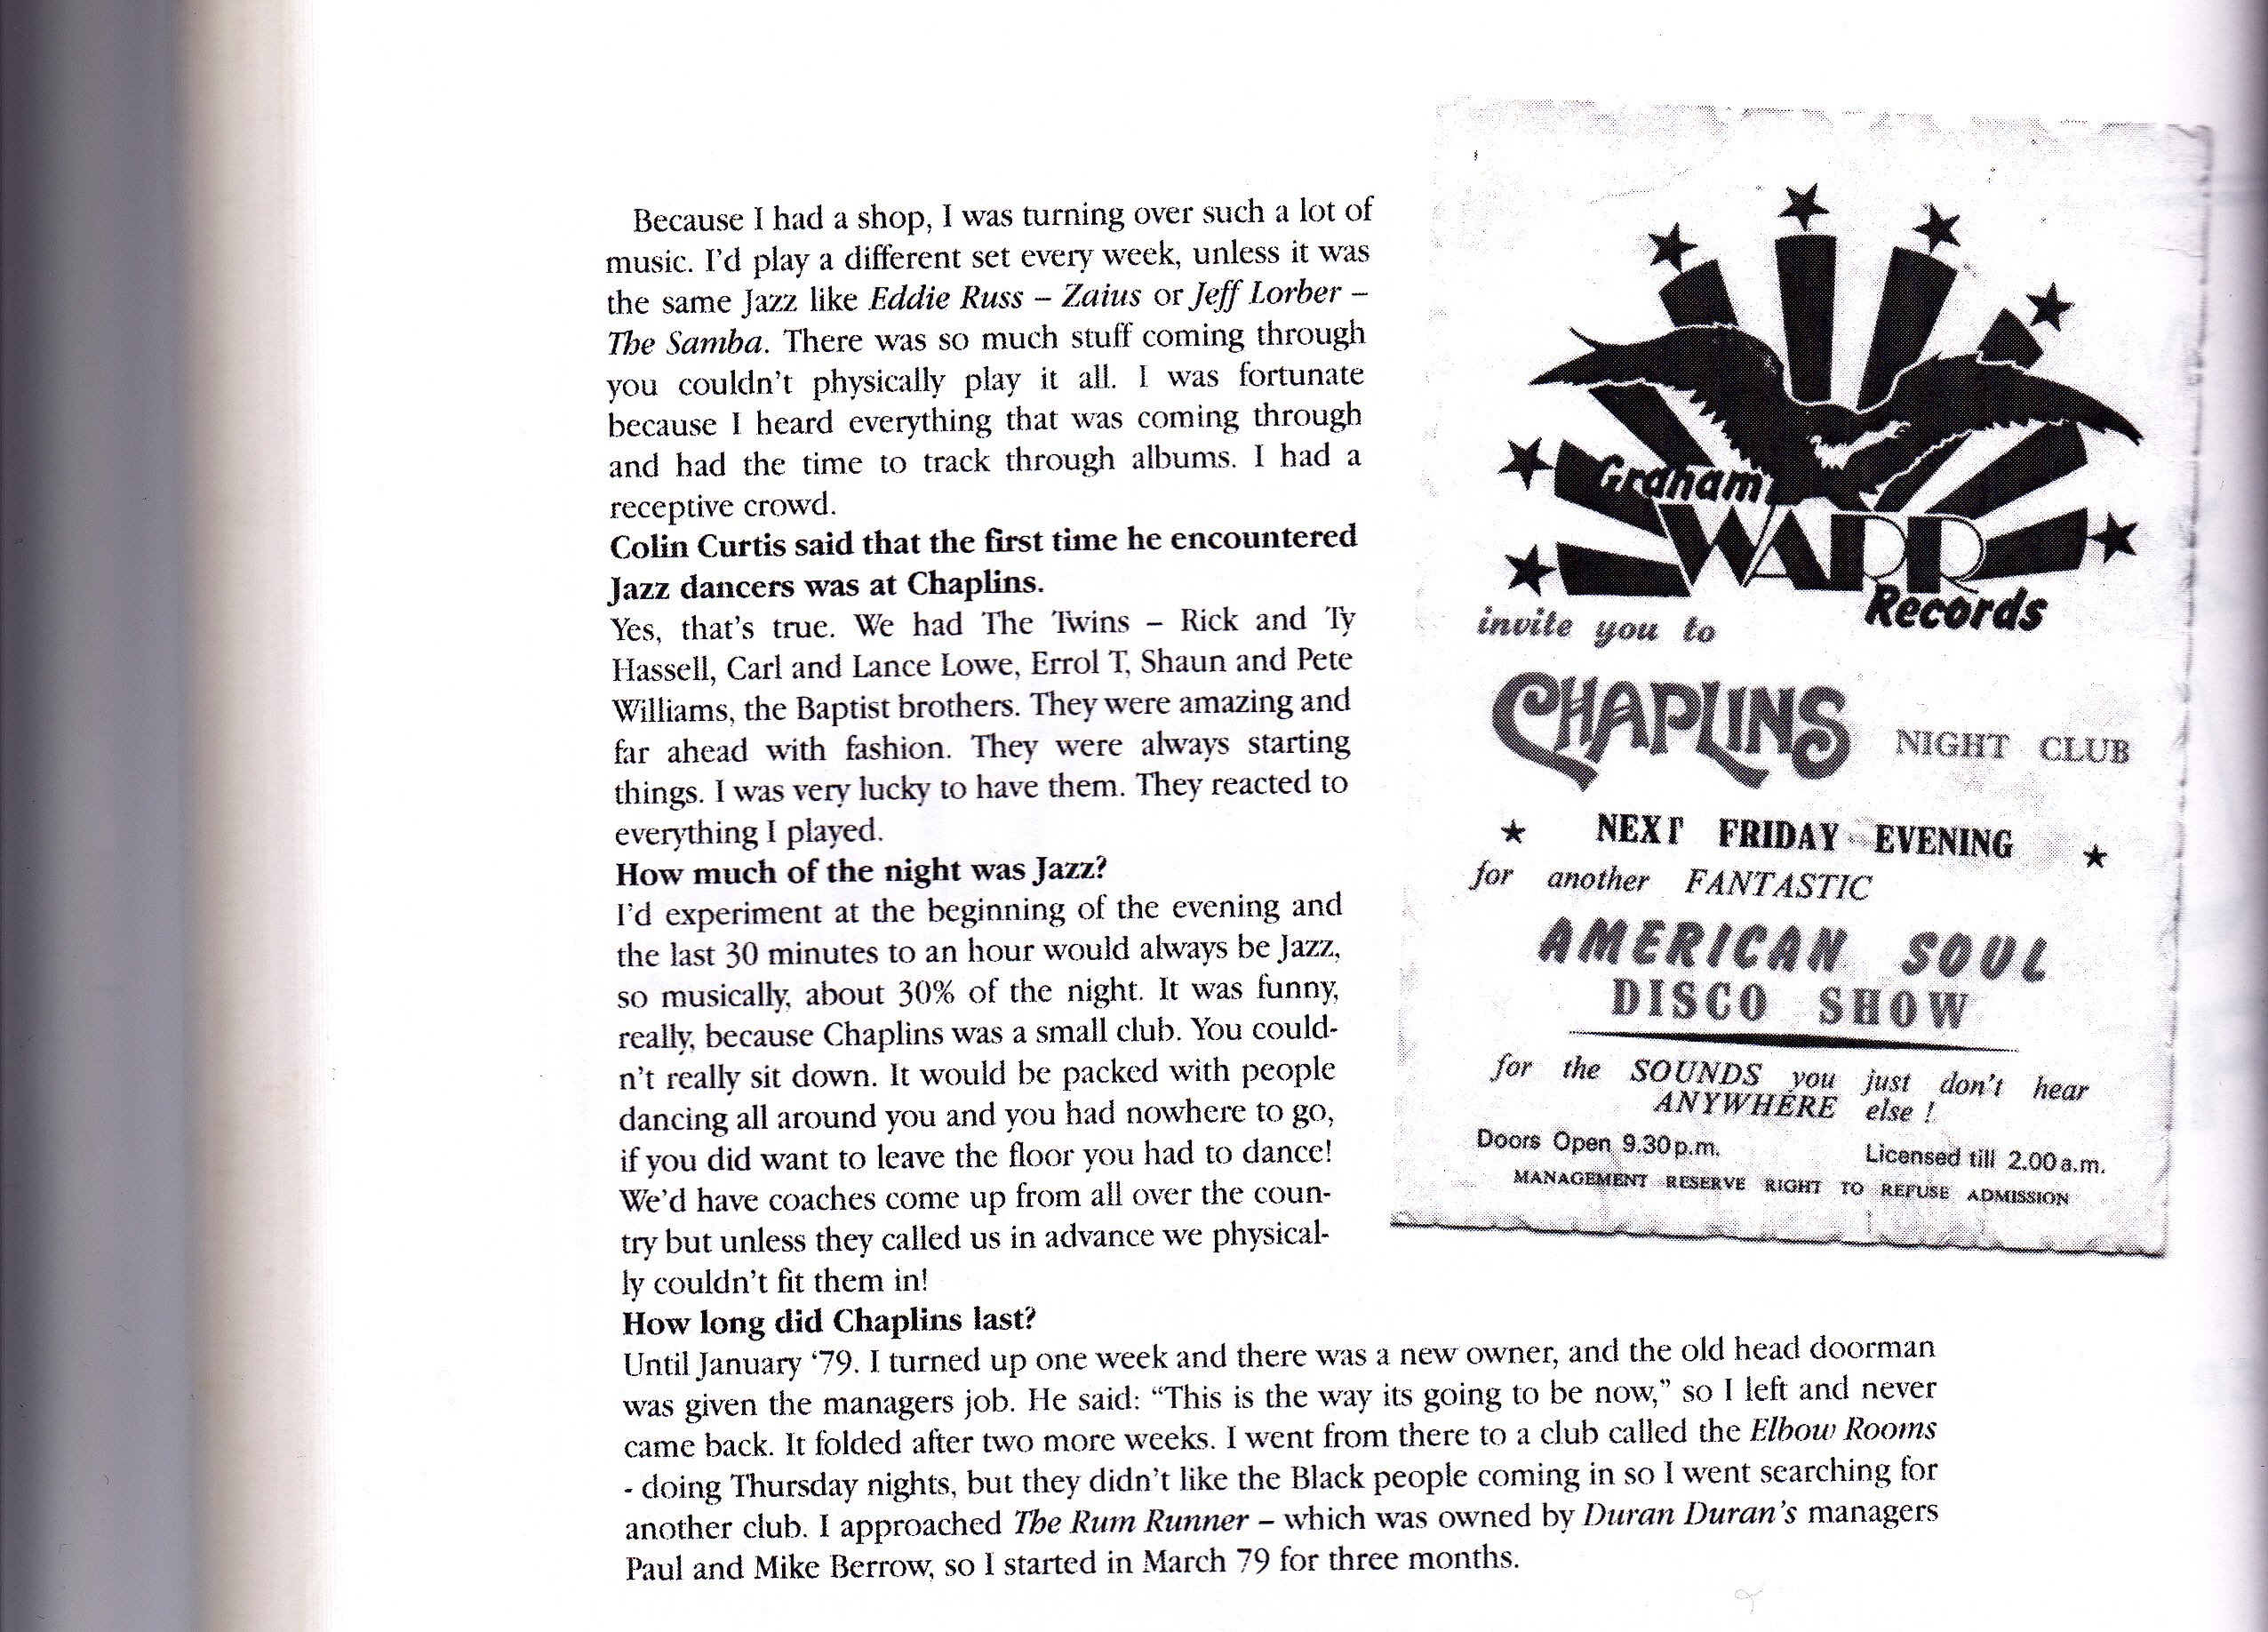 Because I had a shop, I was turning over such a lot of
music. I'd play a different set every week, unless it was
the same Jazz like Eddie Russ – Zaius or Jeff Lorber –
The Samba. There was so much stuff coming through
you couldn't physically play it all. I was fortunate
because I heard everything that was coming through
and had the time to track through albums. I had a
receptive crowd.
Colin Curtis said that the first time he encountered
Jazz dancers was at Chaplins.
Yes, that's true. We had The Twins – Rick and Ty
Hassell, Carl and Lance Lowe, Errol T, Shaun and Pete
Williams, the Baptist brothers. They were amazing and
far ahead with fashion. They were always starting
things. I was very lucky to have them. They reacted to
everything I played.
How much of the night was Jazz?
I'd experiment at the beginning of the evening and
the last 30 minutes to an hour would always be Jazz,
so musically, about 30% of the night. It was funny,
really, because Chaplins was a small club. You could-
n't really sit down. It would be packed with people
dancing all around you and you had nowhere to go,
if you did want to leave the floor you had to dance!
We'd have coaches come up from all over the coun-
try but unless they called us in advance we physical-
ly couldn't fit them in!
How long did Chaplins last?
Until January '79. I turned up one week and there was a new owner, and the old head doorman
was given the managers job. He said: "This is the way its going to be now," so I left and never
came back. It folded after two more weeks. I went from there to a club called the Elbow Rooms
- doing Thursday nights, but they didn't like the Black people coming in so I went searching for
another club. I approached The Rum Runner – which was owned by Duran Duran's managers
Paul and Mike Berrow, so I started in March 79 for three months.
Graham
WARR
Records
invite you to
CHAPLINS NIGHT CLUB
NEXT FRIDAY EVENING
for another FANTASTIC
AMERICAN SOUL
DISCO SHOW
for the SOUNDS you just don't hear
ANYWHERE else !
Doors Open 9.30p.m. Licensed till 2.00a.m.
MANAGEMENT RESERVE RIGHT TO REFUSE ADMISSION